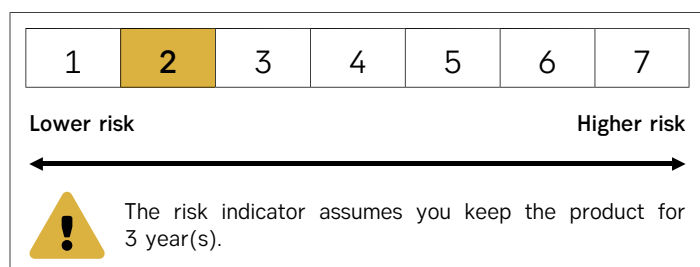 1 2 3 4 5 6 7
Lower risk Higher risk
The risk indicator assumes you keep the product for
3 year(s).